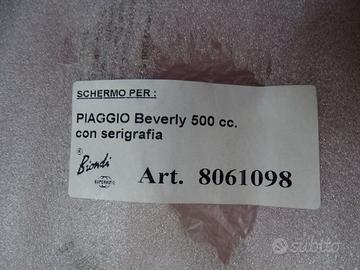 SCHERMO PER :
PIAGGIO Beverly 500 cc.
con serigrafia
Biondi
Art. 8061098
subito